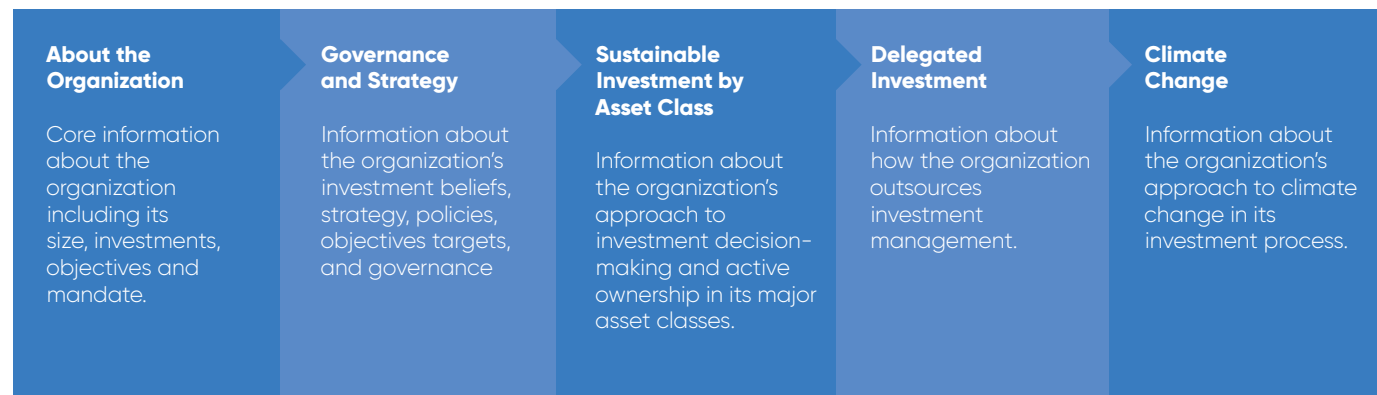 About the
Organization
Core information
about the
organization
including its
size, investments,
objectives and
mandate.
Governance
and Strategy
Information about
the organization's
investment beliefs,
strategy, policies,
objectives targets,
and governance
Sustainable
Investment by
Asset Class
Information about
the organization's
approach to
investment decision-
making and active
ownership in its major
asset classes.
Delegated
Investment
Information about
how the organization
outsources
investment
management.
Climate
Change
Information about
the organization's
approach to climate
change in its
investment process.